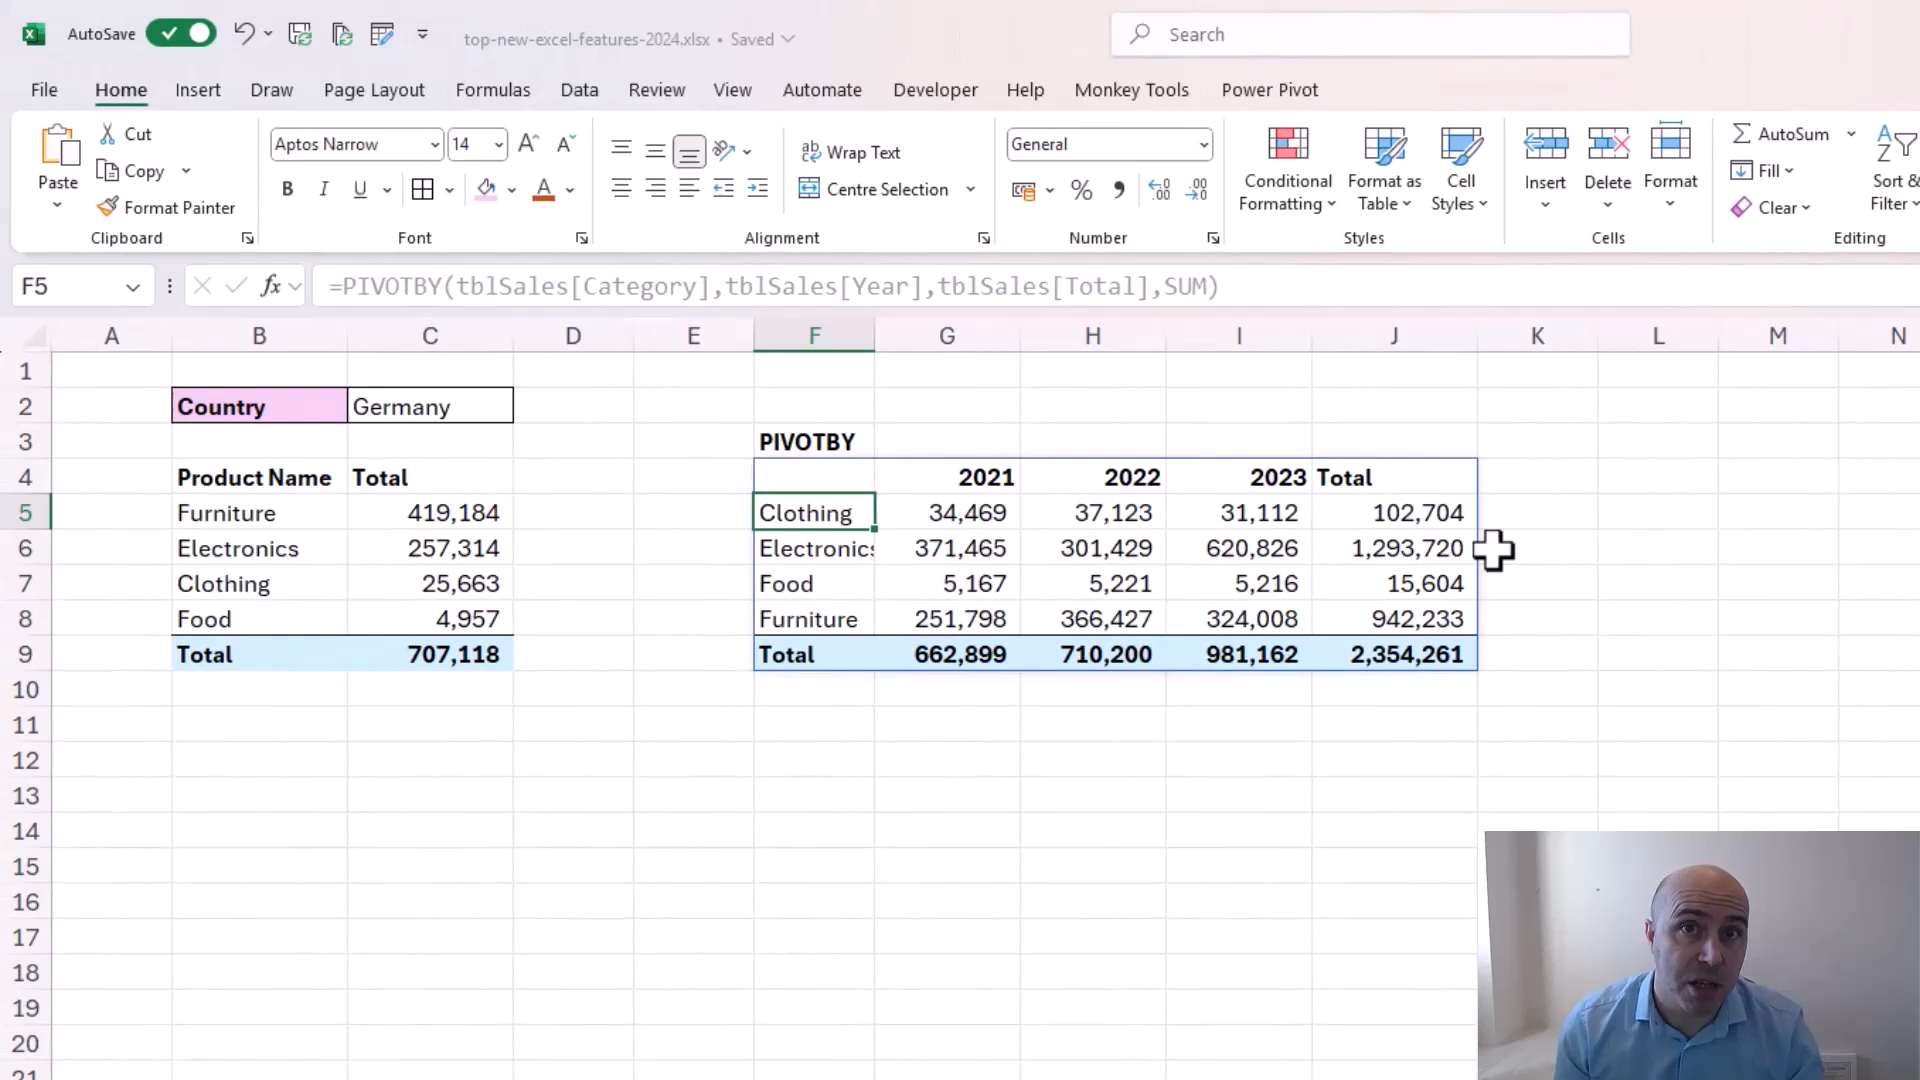 AutoSave
top-new-excel-features-2024.xlsx • Saved
Search
File Home Insert Draw Page Layout Formulas Data Review View Automate Developer Help Monkey Tools Power Pivot
Paste
Cut
Copy
Format Painter
Clipboard
Aptos Narrow 14
B I U
Font
Wrap Text
Centre Selection
Alignment
General
Number
Conditional Formatting
Format as Table
Cell Styles
Styles
Insert
Delete
Format
Cells
AutoSum
Fill
Clear
Sort &
Filter
Editing
F5 =PIVOTBY(tblSales[Category],tblSales[Year],tblSales[Total],SUM)
A B C D E F G H I J K L M N
1
2 Country Germany
3 PIVOTBY
4 Product Name Total 2021 2022 2023 Total
5 Furniture 419,184 Clothing 34,469 37,123 31,112 102,704
6 Electronics 257,314 Electronics 371,465 301,429 620,826 1,293,720
7 Clothing 25,663 Food 5,167 5,221 5,216 15,604
8 Food 4,957 Furniture 251,798 366,427 324,008 942,233
9 Total 707,118 Total 662,899 710,200 981,162 2,354,261
10
11
12
13
14
15
16
17
18
19
20
21